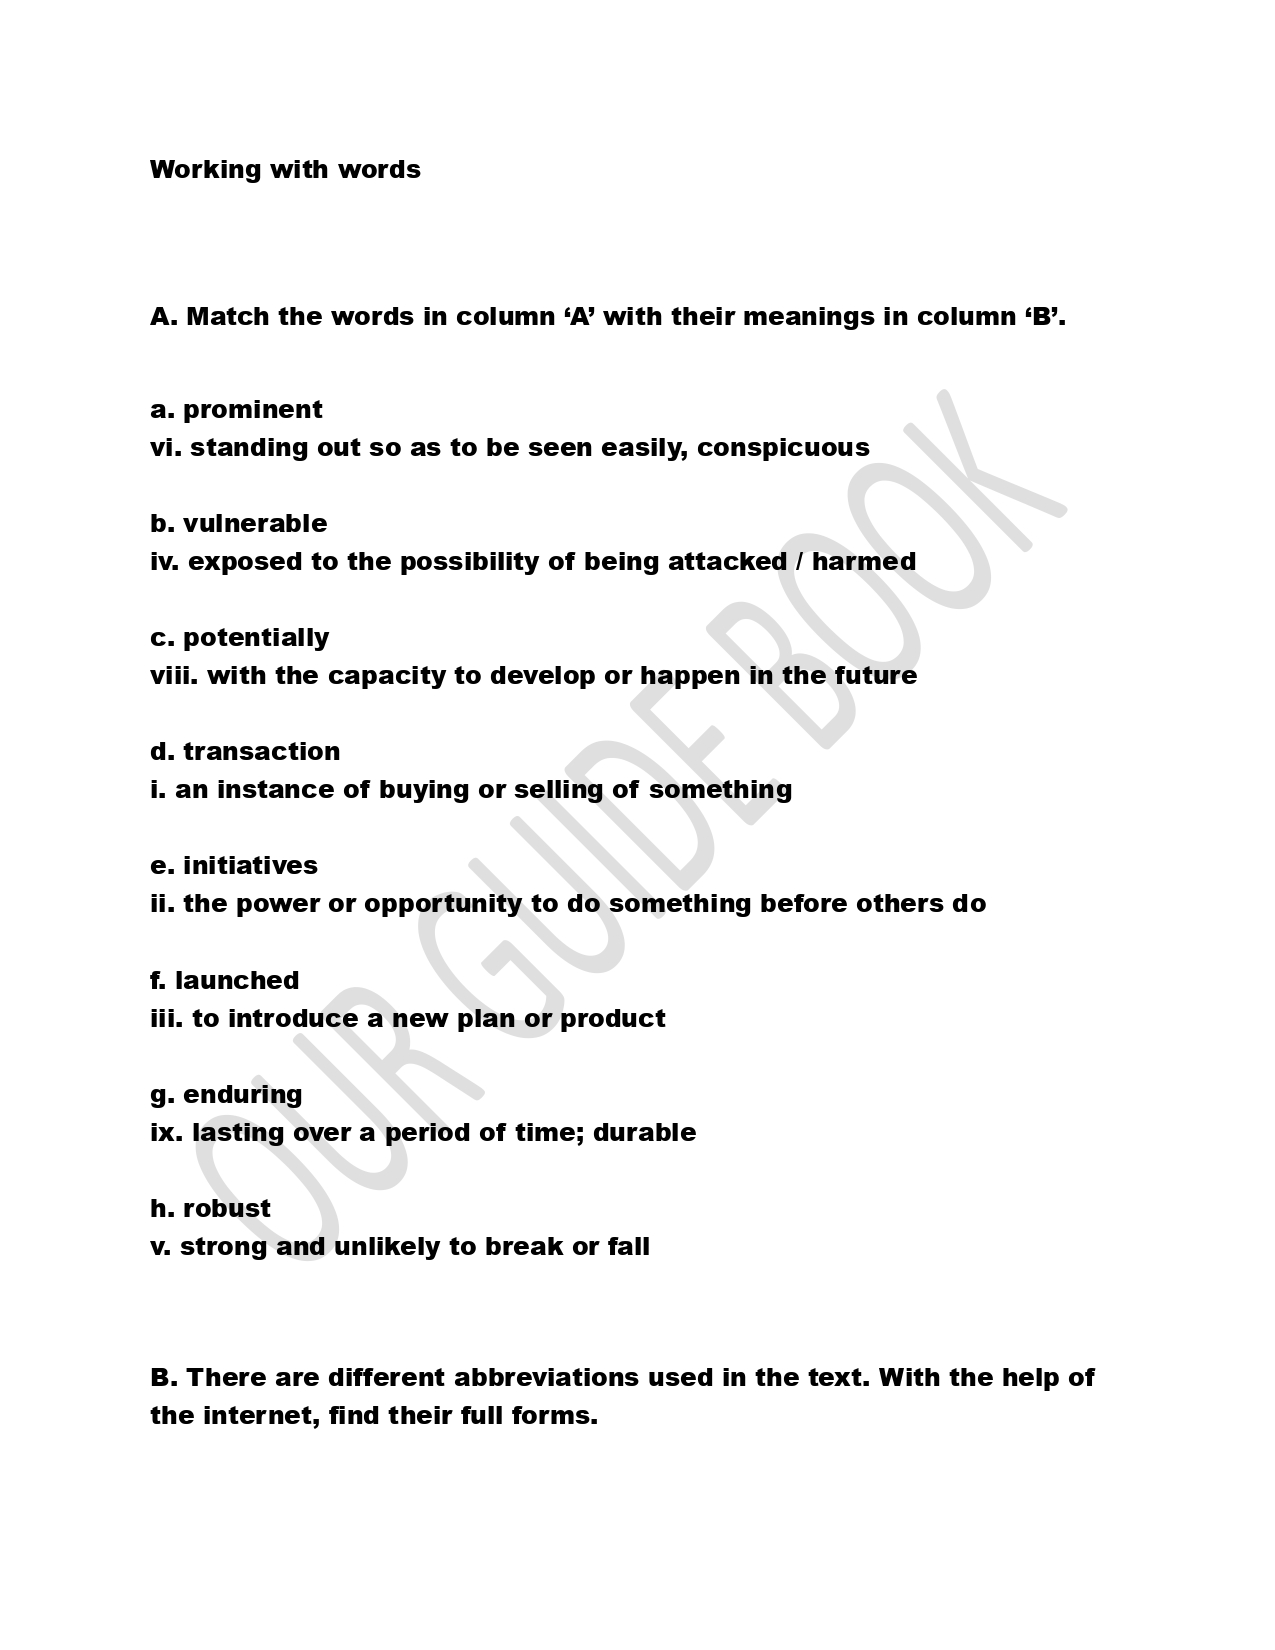 Working with words
A. Match the words in column ‘A’ with their meanings in column ‘B’.
a. prominent
vi. standing out so as to be seen easily, conspicuous
b. vulnerable
iv. exposed to the possibility of being attacked / harmed
c. potentially
viii. with the capacity to develop or happen in the future
d. transaction
i. an instance of buying or selling of something
e. initiatives
ii. the power or opportunity to do something before others do
f. launched
iii. to introduce a new plan or product
g. enduring
ix. lasting over a period of time; durable
h. robust
v. strong and unlikely to break or fall
B. There are different abbreviations used in the text. With the help of
the internet, find their full forms.
OUR GUIDE BOOK